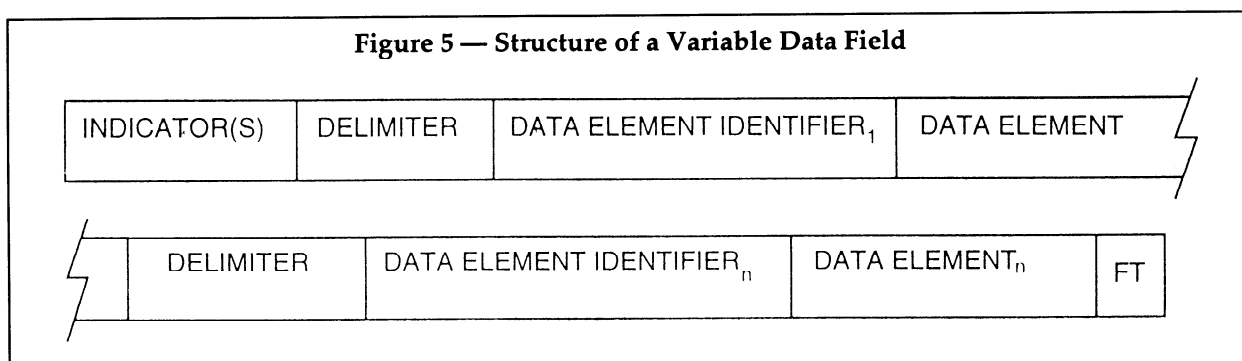 Figure 5 — Structure of a Variable Data Field
INDICATOR(S) DELIMITER DATA ELEMENT IDENTIFIER₁ DATA ELEMENT
DELIMITER DATA ELEMENT IDENTIFIERₙ DATA ELEMENTₙ FT